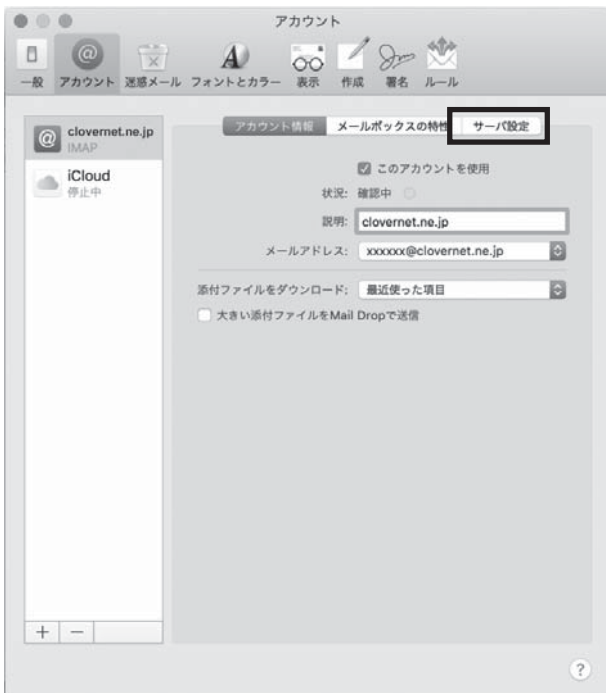 アカウント
一般 アカウント 迷惑メール フォントとカラー 表示 作成 署名 ルール
clovernet.ne.jp
IMAP
iCloud
停止中
アカウント情報 メールボックスの特性 サーバ設定
このアカウントを使用
状況: 確認中
説明: clovernet.ne.jp
メールアドレス: xxxxxx@clovernet.ne.jp
添付ファイルをダウンロード: 最近使った項目
大きい添付ファイルをMail Dropで送信
+ −
?